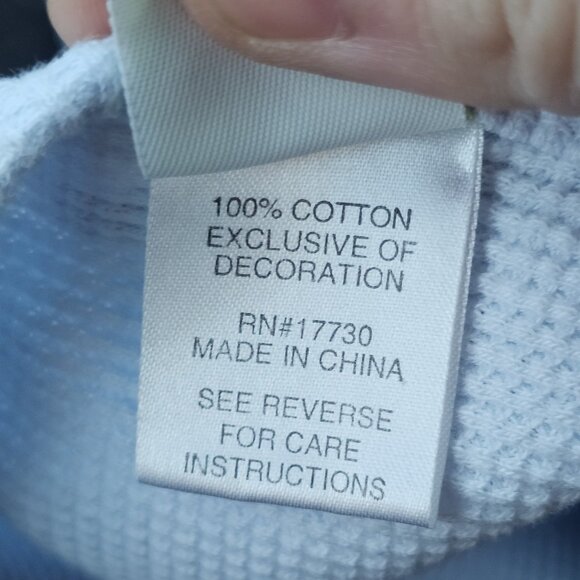 100% COTTON
EXCLUSIVE OF
DECORATION
RN#17730
MADE IN CHINA
SEE REVERSE
FOR CARE
INSTRUCTIONS